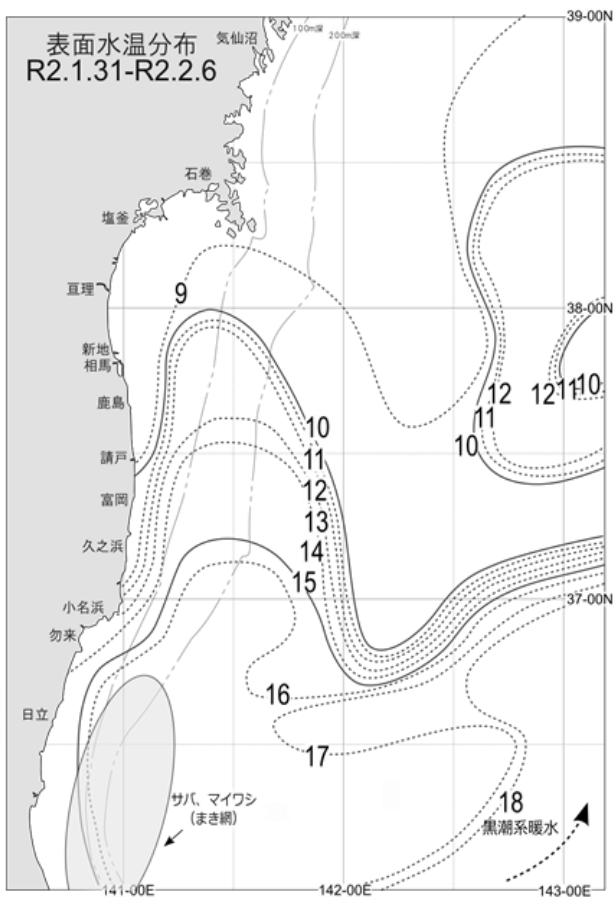 表面水温分布
R2.1.31-R2.2.6
気仙沼
100m深
200m深
39-00N
石巻
塩釜
亘理
9
38-00N
新地
相馬
鹿島
12
12
11
10
11
10
10
11
請戸
12
富岡
13
久之浜
14
15
小名浜
37-00N
勿来
16
日立
17
サバ、マイワシ
(まき網)
18
黒潮系暖水
141-00E
142-00E
143-00E